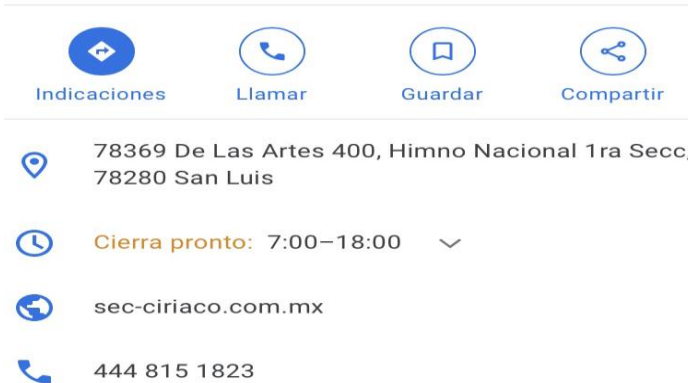 Indicaciones
Llamar
Guardar
Compartir
78369 De Las Artes 400, Himno Nacional 1ra Secc,
78280 San Luis
Cierra pronto: 7:00–18:00
sec-ciriaco.com.mx
444 815 1823